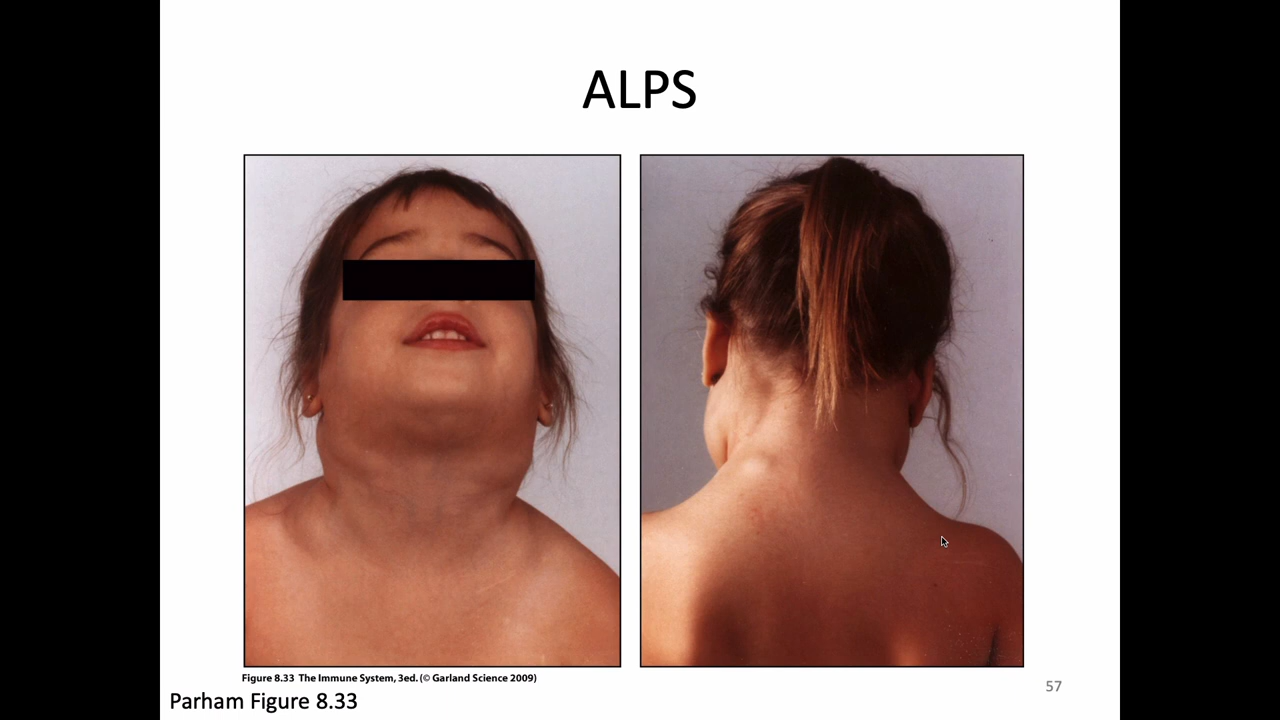 ALPS
Figure 8.33 The Immune System, 3ed. (© Garland Science 2009)
57
Parham Figure 8.33